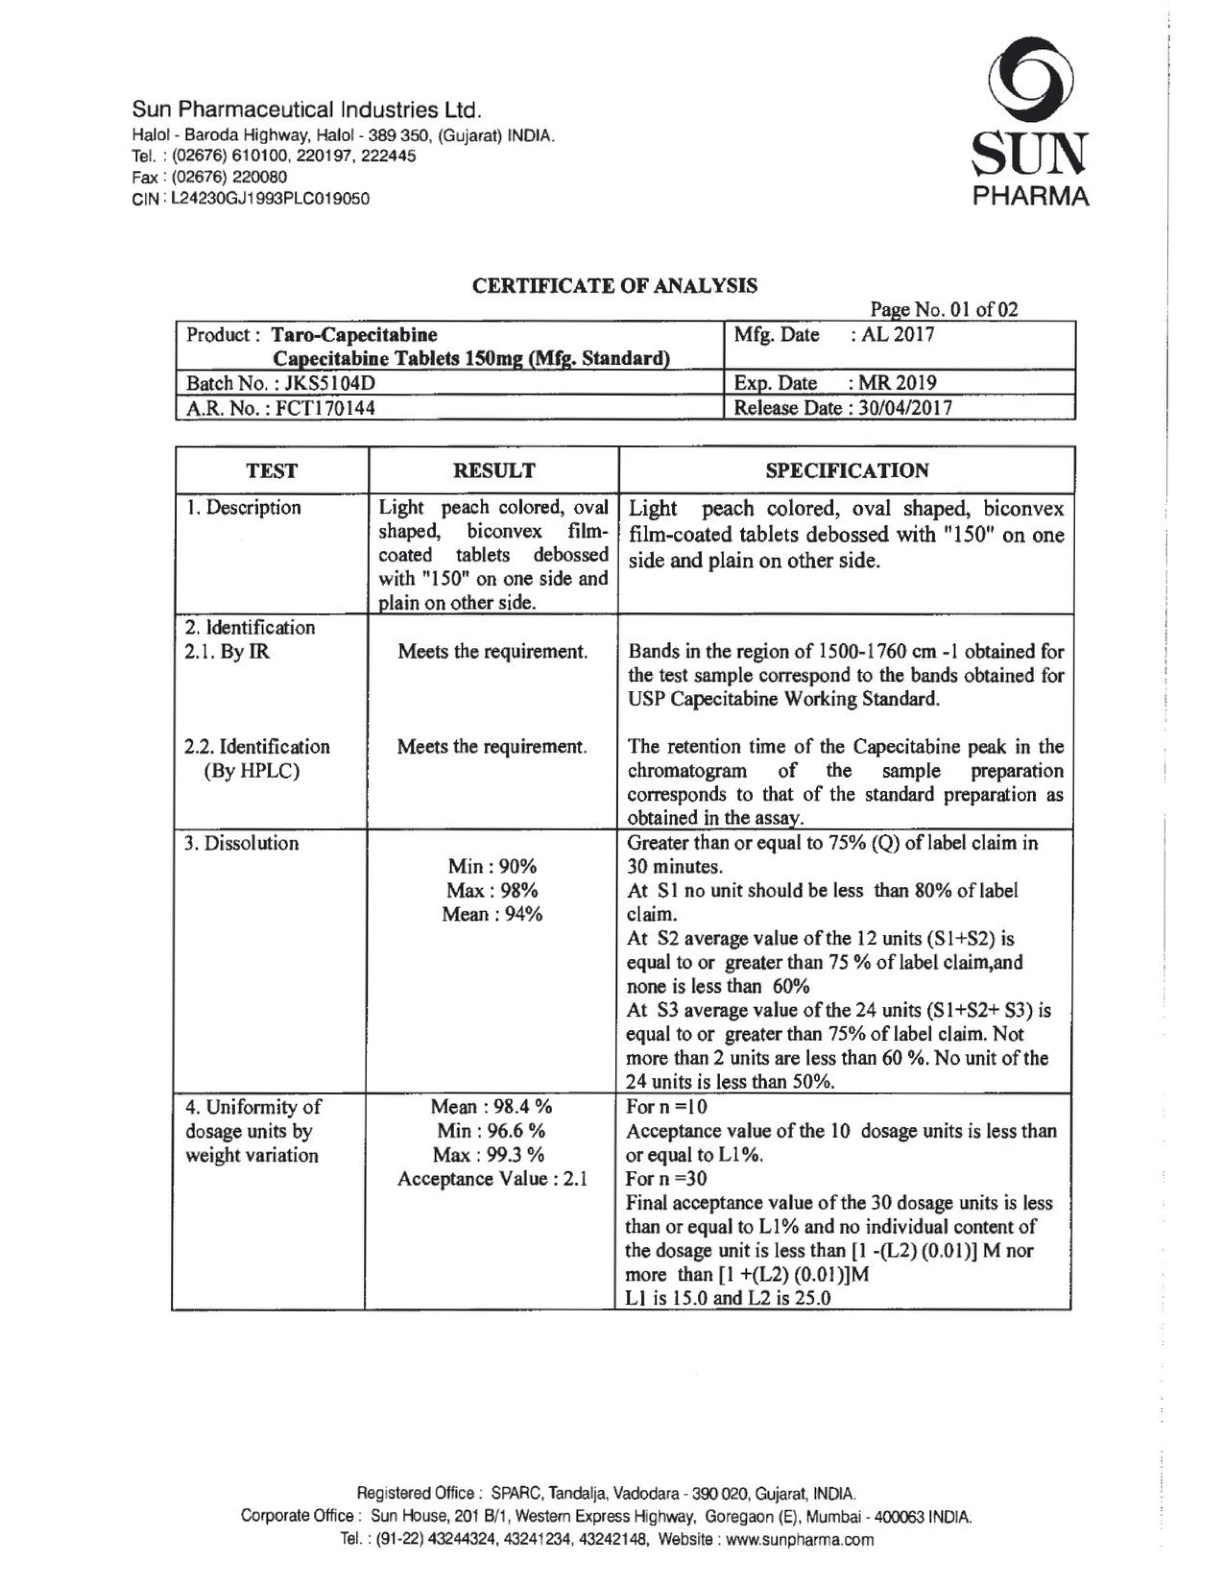 SUN
PHARMA
Sun Pharmaceutical Industries Ltd.
Halol - Baroda Highway, Halol - 389 350, (Gujarat) INDIA.
Tel. : (02676) 610100, 220197, 222445
Fax : (02676) 220080
CIN : L24230GJ1993PLC019050
CERTIFICATE OF ANALYSIS
Page No. 01 of 02
Product : Taro-Capecitabine
Capecitabine Tablets 150mg (Mfg. Standard)
Mfg. Date : AL 2017
Batch No. : JKS5104D
Exp. Date : MR 2019
A.R. No. : FCT170144
Release Date : 30/04/2017
TEST
RESULT
SPECIFICATION
1. Description
Light peach colored, oval
shaped, biconvex film-
coated tablets debossed
with "150" on one side and
plain on other side.
Light peach colored, oval shaped, biconvex
film-coated tablets debossed with "150" on one
side and plain on other side.
2. Identification
2.1. By IR
Meets the requirement.
Bands in the region of 1500-1760 cm -1 obtained for
the test sample correspond to the bands obtained for
USP Capecitabine Working Standard.
2.2. Identification
(By HPLC)
Meets the requirement.
The retention time of the Capecitabine peak in the
chromatogram of the sample preparation
corresponds to that of the standard preparation as
obtained in the assay.
3. Dissolution
Min : 90%
Max : 98%
Mean : 94%
Greater than or equal to 75% (Q) of label claim in
30 minutes.
At S1 no unit should be less than 80% of label
claim.
At S2 average value of the 12 units (S1+S2) is
equal to or greater than 75 % of label claim,and
none is less than 60%
At S3 average value of the 24 units (S1+S2+ S3) is
equal to or greater than 75% of label claim. Not
more than 2 units are less than 60 %. No unit of the
24 units is less than 50%.
4. Uniformity of
dosage units by
weight variation
Mean : 98.4 %
Min : 96.6 %
Max : 99.3 %
Acceptance Value : 2.1
For n =10
Acceptance value of the 10 dosage units is less than
or equal to L1%.
For n =30
Final acceptance value of the 30 dosage units is less
than or equal to L1% and no individual content of
the dosage unit is less than [1 -(L2) (0.01)] M nor
more than [1 +(L2) (0.01)]M
L1 is 15.0 and L2 is 25.0
Registered Office : SPARC, Tandalja, Vadodara - 390 020, Gujarat, INDIA.
Corporate Office : Sun House, 201 B/1, Western Express Highway, Goregaon (E), Mumbai - 400063 INDIA.
Tel. : (91-22) 43244324, 43241234, 43242148, Website : www.sunpharma.com